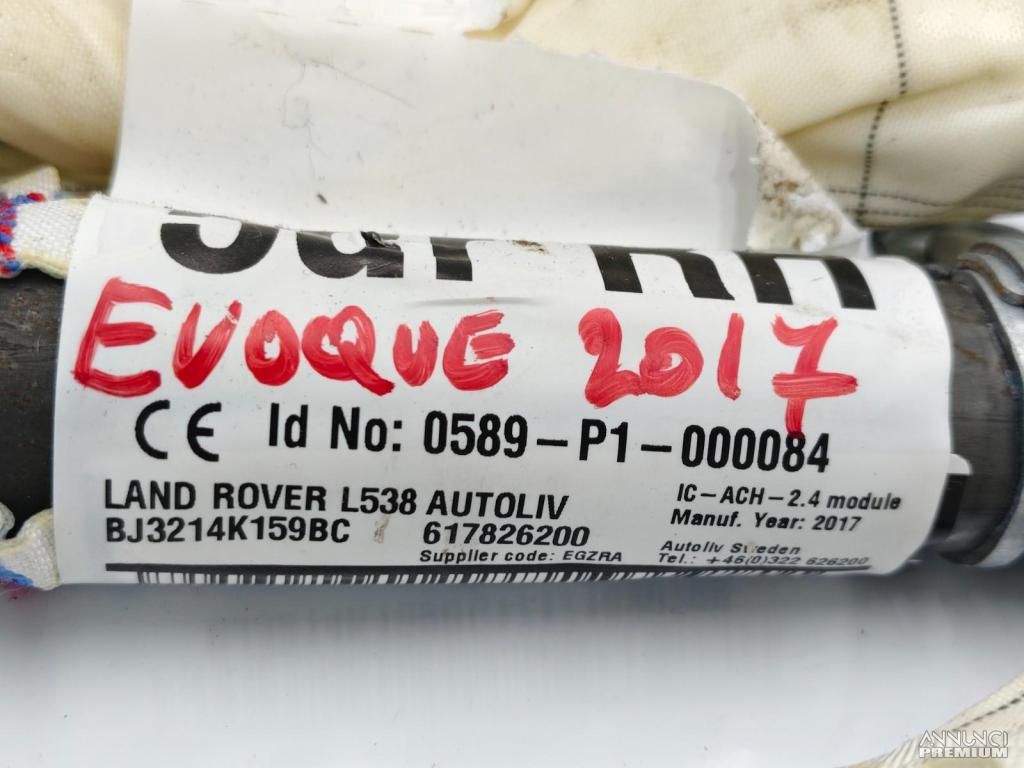 EVOQUE 2017
CE Id No: 0589-P1-000084
LAND ROVER L538 AUTOLIV
BJ3214K159BC 617826200
Supplier code: EGZRA
IC-ACH-2.4 module
Manuf. Year: 2017
Autoliv Sweden
Tel.: +46(0)322 626200
ANNUNCI
PREMIUM